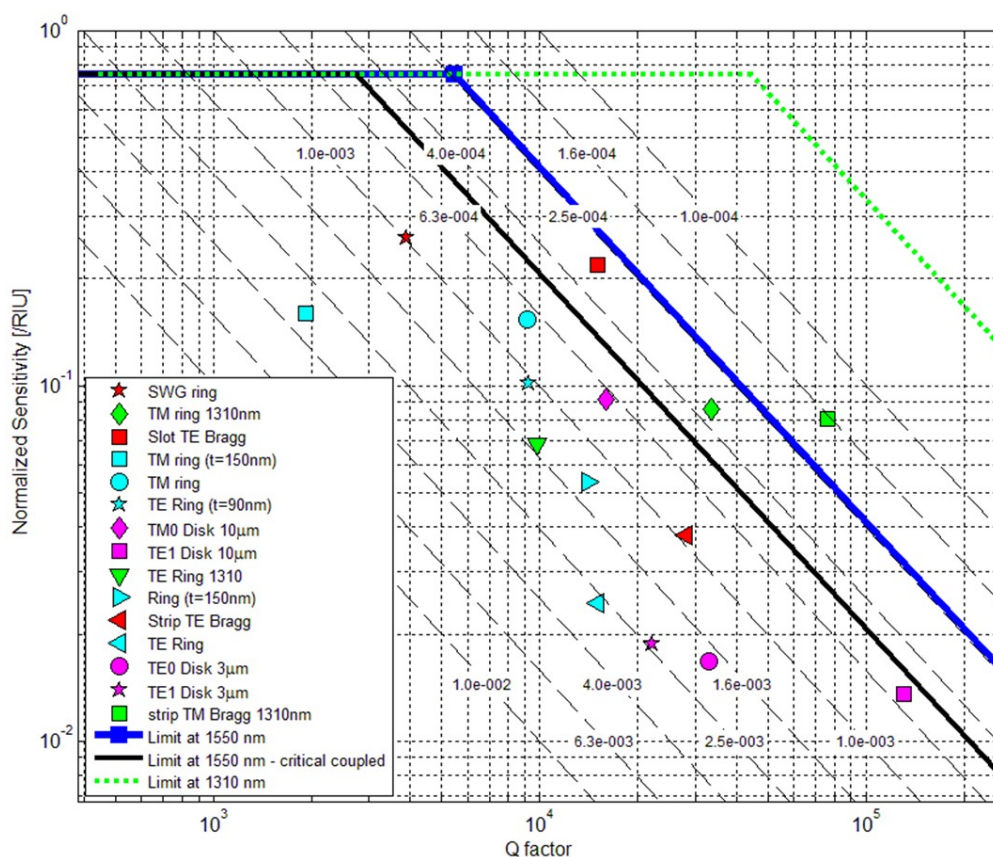 10^0
1.0e-003 4.0e-004 1.6e-004
6.3e-004 2.5e-004 1.0e-004
Normalized Sensitivity [/RIU]
10^-1
SWG ring
TM ring 1310nm
Slot TE Bragg
TM ring (t=150nm)
TM ring
TE Ring (t=90nm)
TM0 Disk 10μm
TE1 Disk 10μm
TE Ring 1310
Ring (t=150nm)
Strip TE Bragg
TE Ring
TE0 Disk 3μm
TE1 Disk 3μm
strip TM Bragg 1310nm
Limit at 1550 nm
Limit at 1550 nm - critical coupled
Limit at 1310 nm
1.0e-002 4.0e-003 1.6e-003
6.3e-003 2.5e-003 1.0e-003
10^-2
10^3 10^4 10^5
Q factor